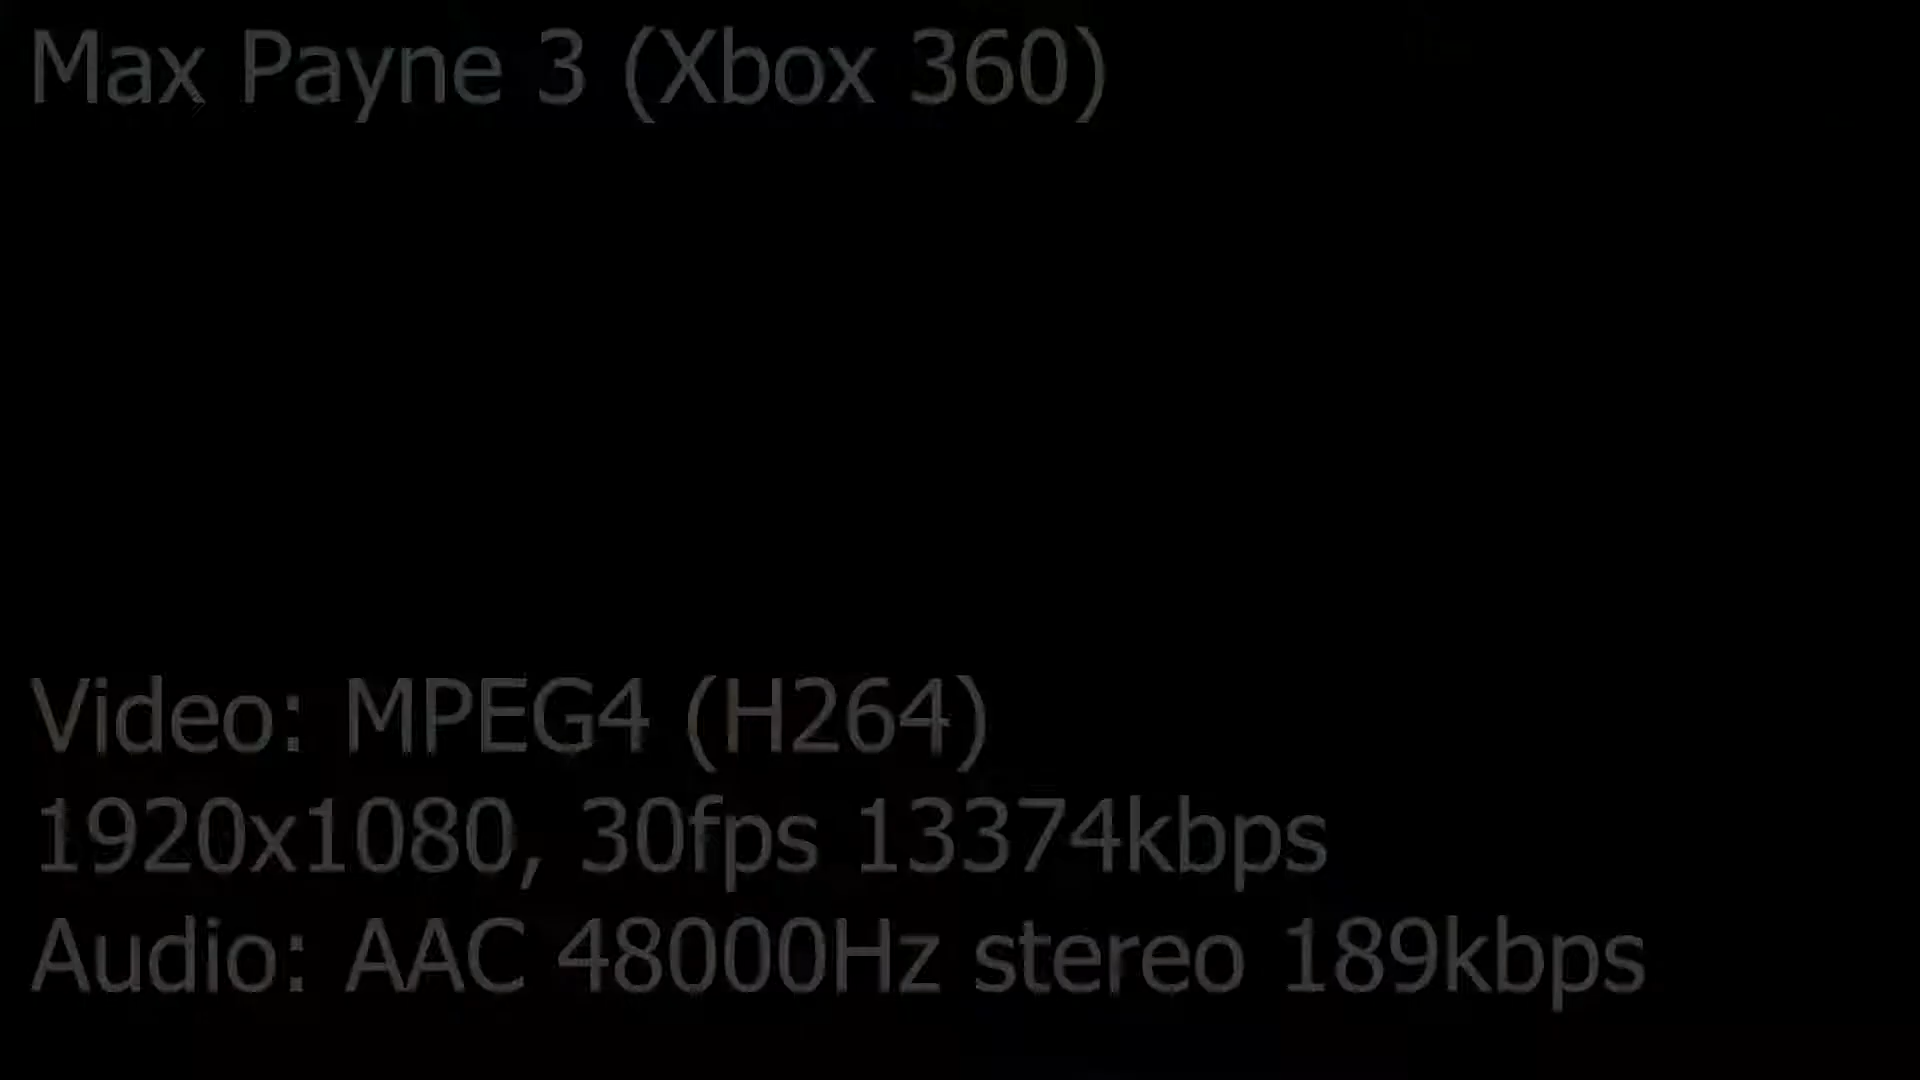 Max Payne 3 (Xbox 360)
Video: MPEG4 (H264)
1920x1080, 30fps 13374kbps
Audio: AAC 48000Hz stereo 189kbps